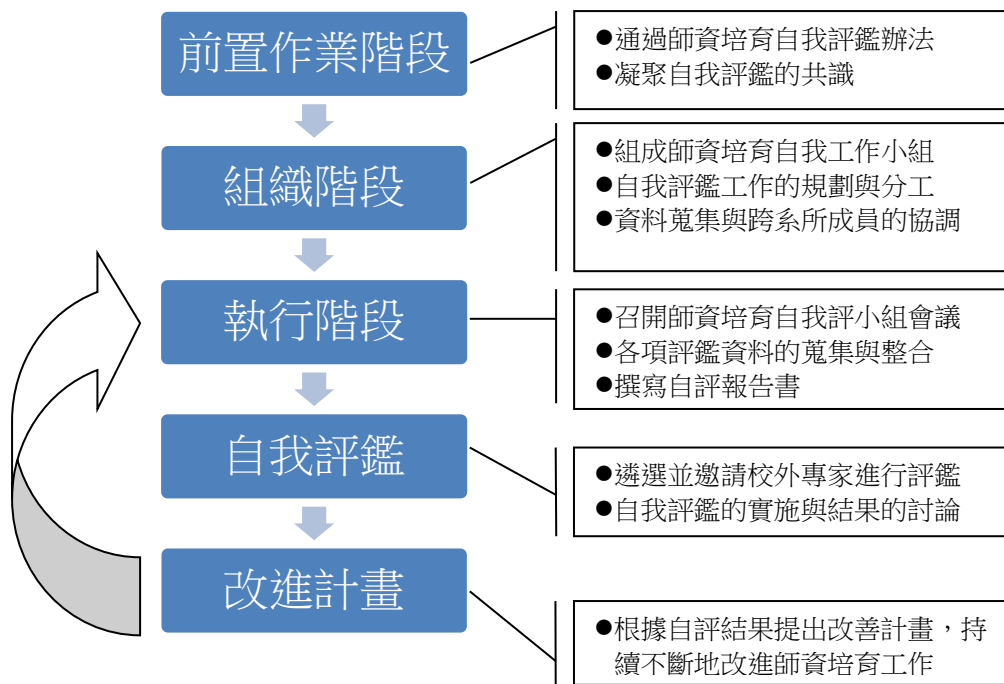 前置作業階段
●通過師資培育自我評鑑辦法
●凝聚自我評鑑的共識
組織階段
●組成師資培育自我工作小組
●自我評鑑工作的規劃與分工
●資料蒐集與跨系所成員的協調
執行階段
●召開師資培育自我評小組會議
●各項評鑑資料的蒐集與整合
●撰寫自評報告書
自我評鑑
●遴選並邀請校外專家進行評鑑
●自我評鑑的實施與結果的討論
改進計畫
●根據自評結果提出改善計畫，持
續不斷地改進師資培育工作